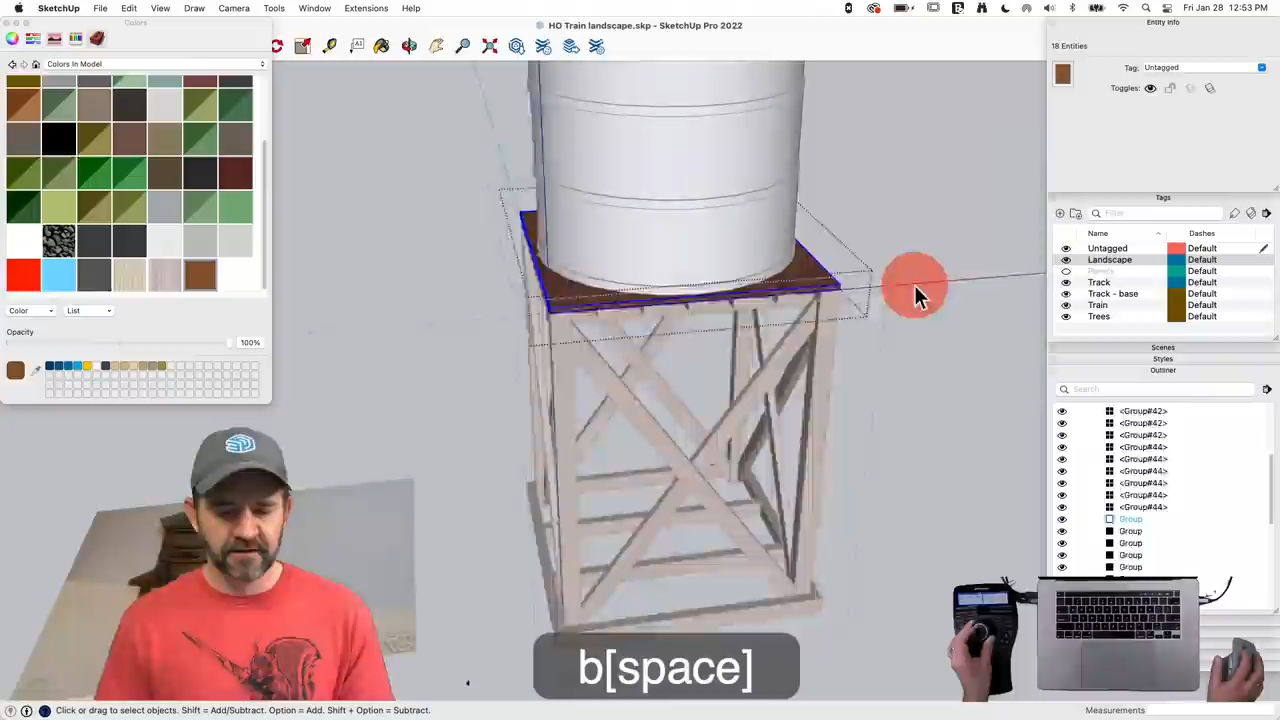 SketchUp File Edit View Draw Camera Tools Window Extensions Help Fri Jan 28 12:53 PM
Colors
HO Train landscape.skp - SketchUp Pro 2022
Entity Info
18 Entities
Tag: Untagged
Toggles:
Colors In Model
Color List
Opacity
100%
Tags
Filter
Name Dashes
Untagged Default
Landscape Default
Default
Track Default
Track - base Default
Train Default
Trees Default
Scenes
Styles
Outliner
Search
<Group#42>
<Group#42>
<Group#42>
<Group#44>
<Group#44>
<Group#44>
<Group#44>
<Group#44>
<Group#44>
Group
Group
Group
Group
Group
b[space]
Click or drag to select objects. Shift = Add/Subtract. Option = Add. Shift + Option = Subtract.
Measurements